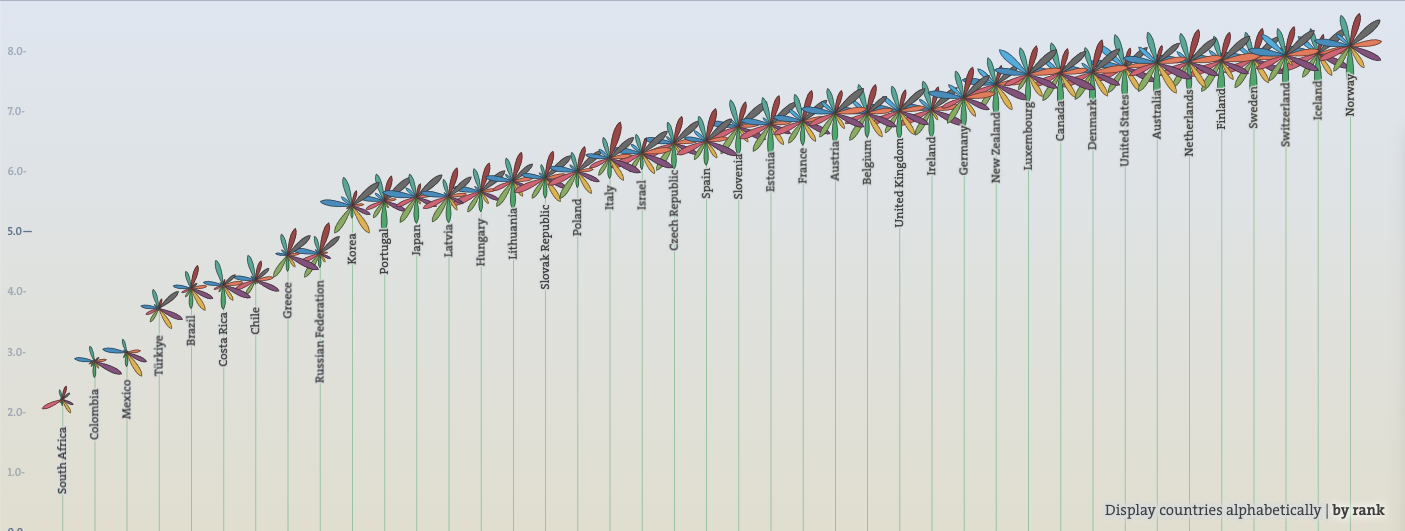 8.0-
7.0-
6.0-
5.0-
4.0-
3.0-
2.0-
1.0-
South Africa
Colombia
Mexico
Türkiye
Brazil
Costa Rica
Chile
Greece
Russian Federation
Korea
Portugal
Japan
Latvia
Hungary
Lithuania
Slovak Republic
Poland
Italy
Israel
Czech Republic
Spain
Slovenia
Estonia
France
Austria
Belgium
United Kingdom
Ireland
Germany
New Zealand
Luxembourg
Canada
Denmark
United States
Australia
Netherlands
Finland
Sweden
Switzerland
Iceland
Norway
Display countries alphabetically | by rank